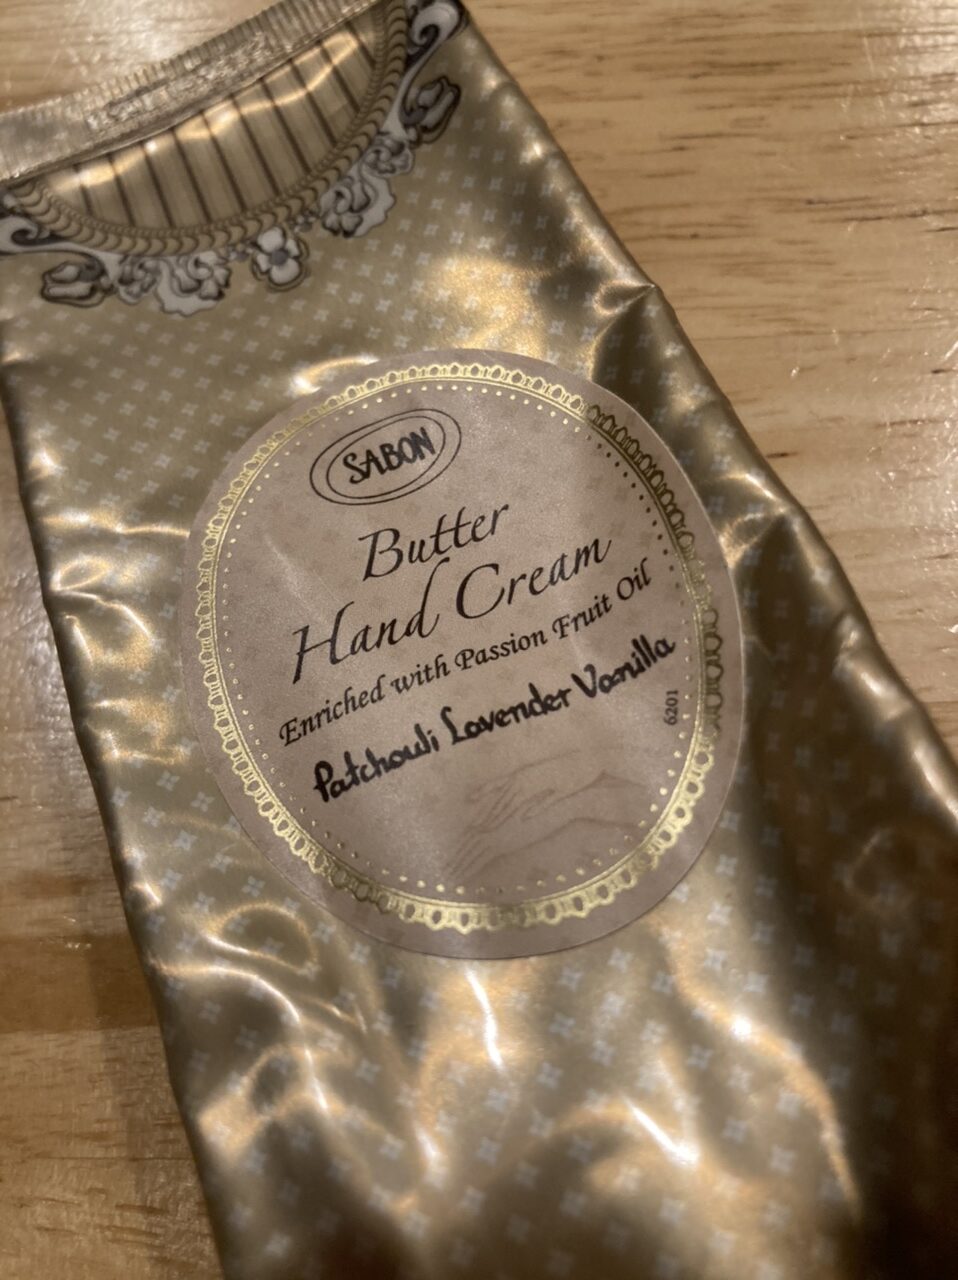 SABON
Butter
Hand Cream
Enriched with Passion Fruit Oil
Patchouli Lavender Vanilla
6201